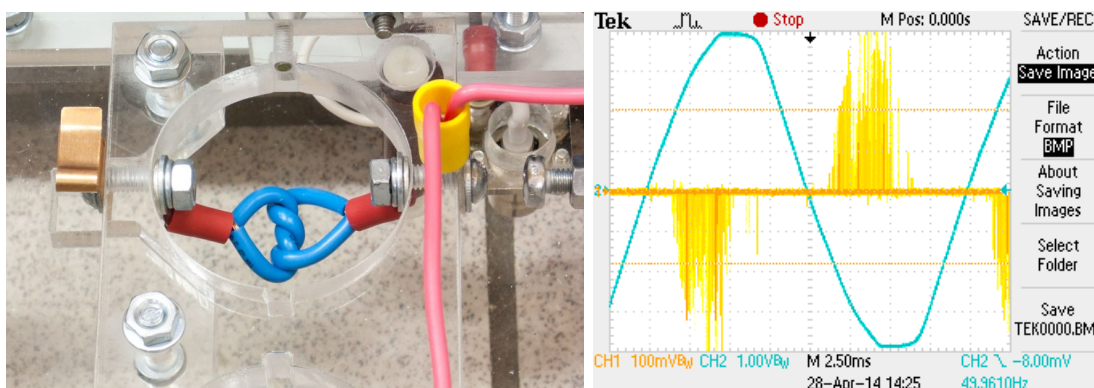 Tek
Stop
M Pos: 0.000s
SAVE/REC
Action
Save Image
File
Format
BMP
About
Saving
Images
Select
Folder
Save
TEK0000.BM
CH1 100mVBw CH2 1.00VBw M 2.50ms CH2 \ -8.00mV
28-Apr-14 14:25 49.9610Hz